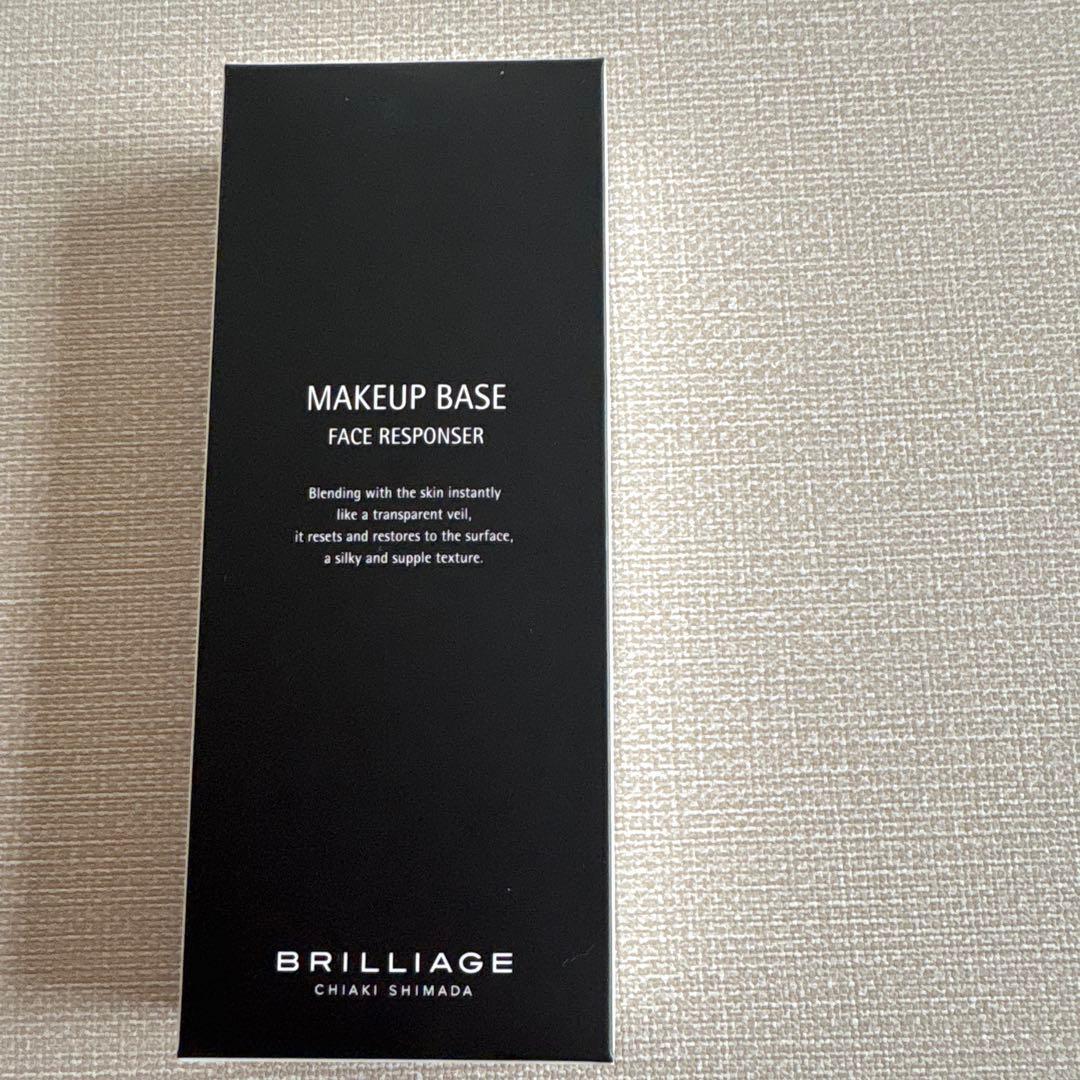 MAKEUP BASE
FACE RESPONSER
Blending with the skin instantly
like a transparent veil,
it resets and restores to the surface,
a silky and supple texture.
BRILLIAGE
CHIAKI SHIMADA